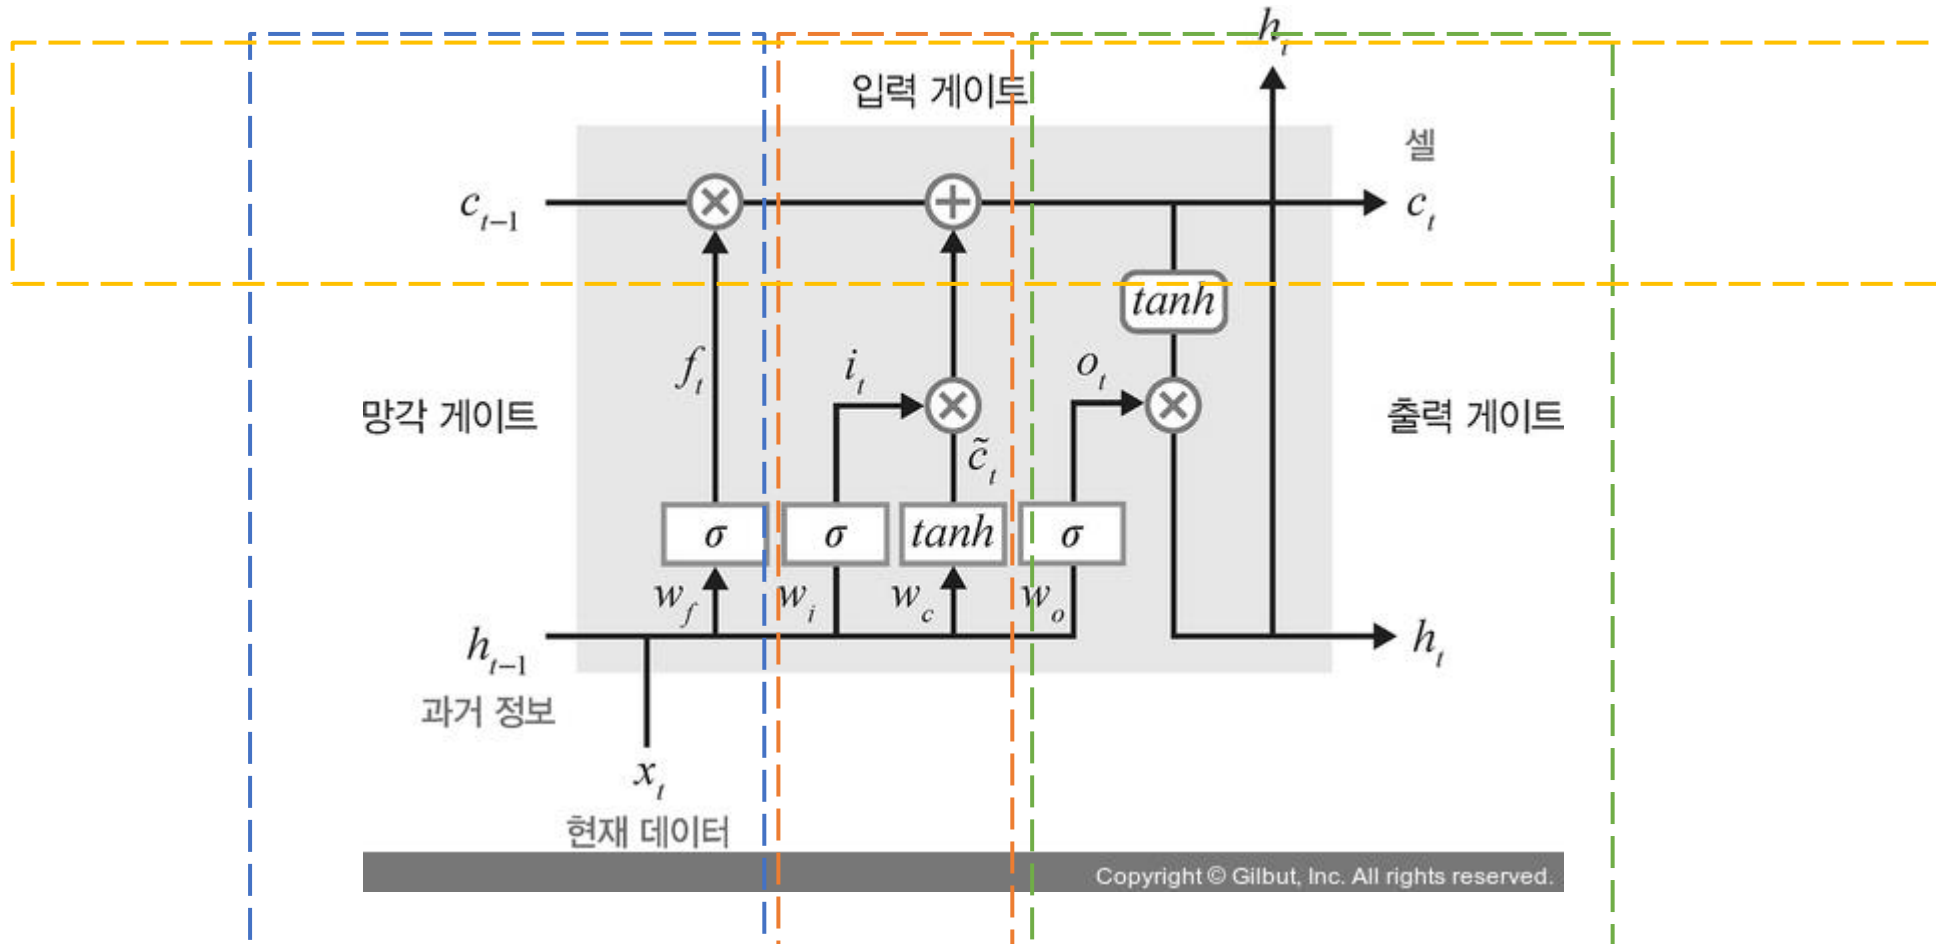 h_t
입력 게이트
셀
c_{t-1} × + c_t
tanh
f_t i_t o_t
× ×
망각 게이트 출력 게이트
c̃_t
σ σ tanh σ
w_f w_i w_c w_o
h_{t-1} h_t
과거 정보
x_t
현재 데이터
Copyright © Gilbut, Inc. All rights reserved.